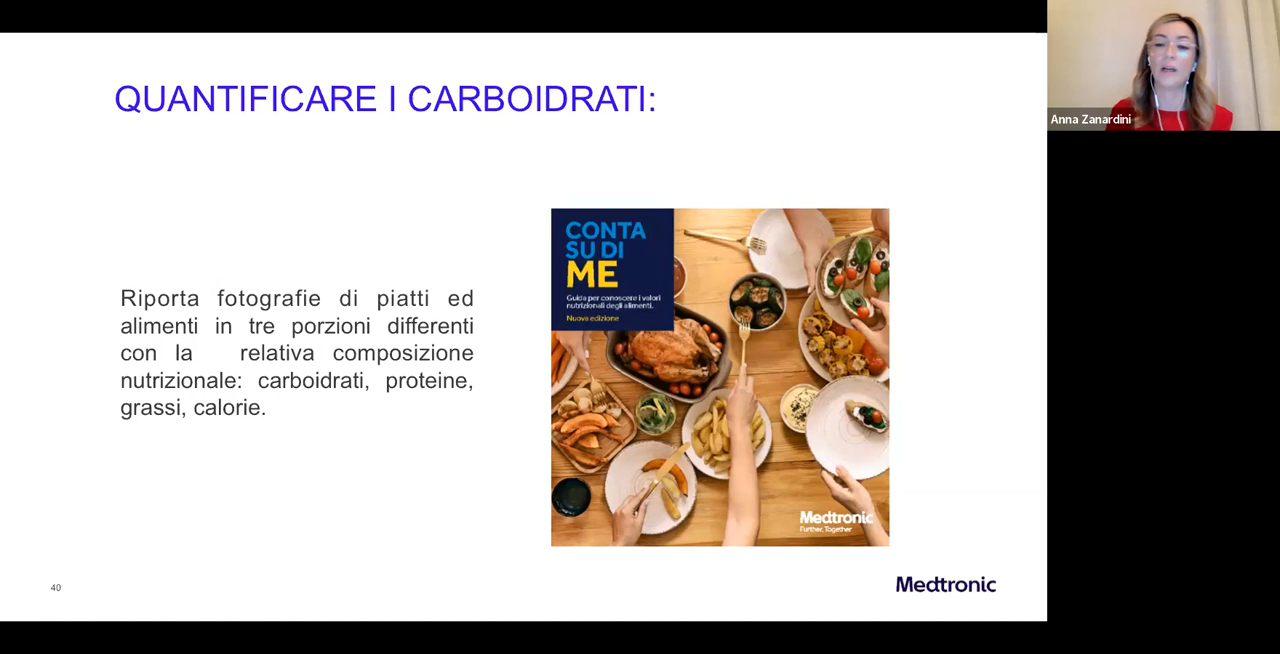 QUANTIFICARE I CARBOIDRATI:
Riporta fotografie di piatti ed
alimenti in tre porzioni differenti
con la relativa composizione
nutrizionale: carboidrati, proteine,
grassi, calorie.
CONTA
SU DI
ME
Guida per conoscere i valori
nutrizionali degli alimenti.
Nuova edizione
Medtronic
Further, Together
40
Medtronic
Anna Zanardini